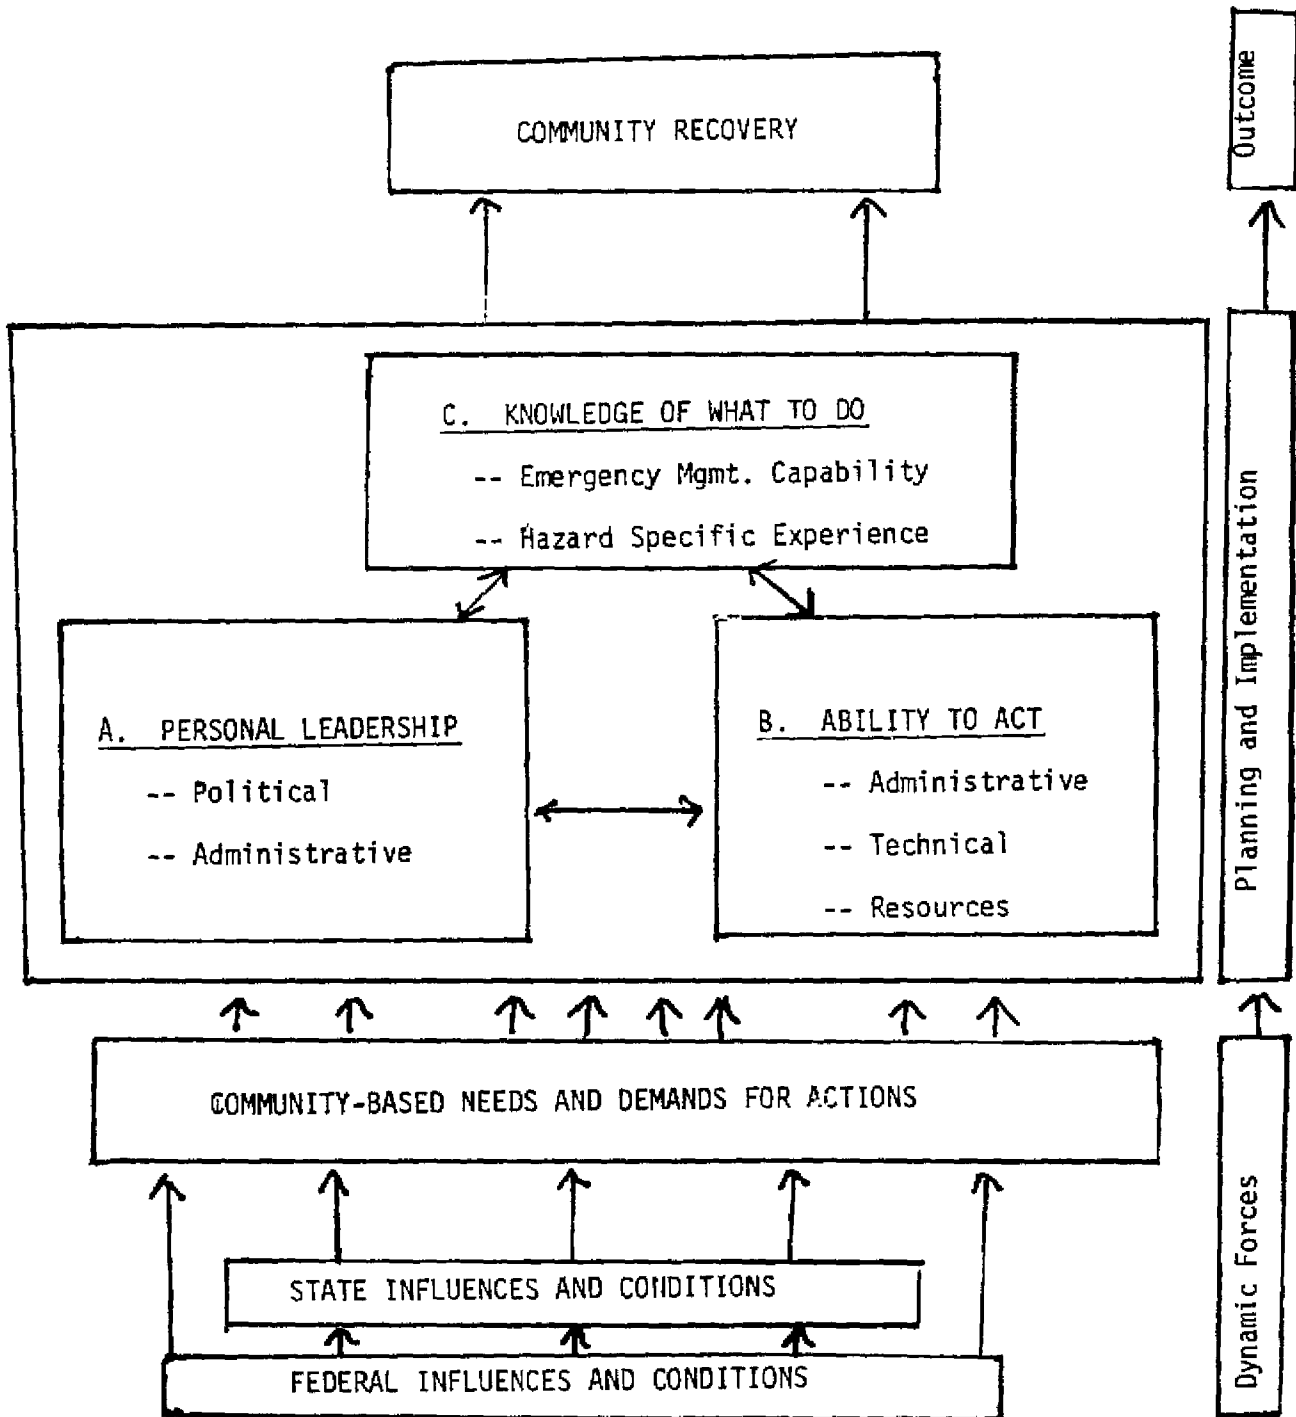 COMMUNITY RECOVERY
Outcome
C. KNOWLEDGE OF WHAT TO DO
-- Emergency Mgmt. Capability
-- Hazard Specific Experience
A. PERSONAL LEADERSHIP
-- Political
-- Administrative
B. ABILITY TO ACT
-- Administrative
-- Technical
-- Resources
Planning and Implementation
COMMUNITY-BASED NEEDS AND DEMANDS FOR ACTIONS
STATE INFLUENCES AND CONDITIONS
FEDERAL INFLUENCES AND CONDITIONS
Dynamic Forces